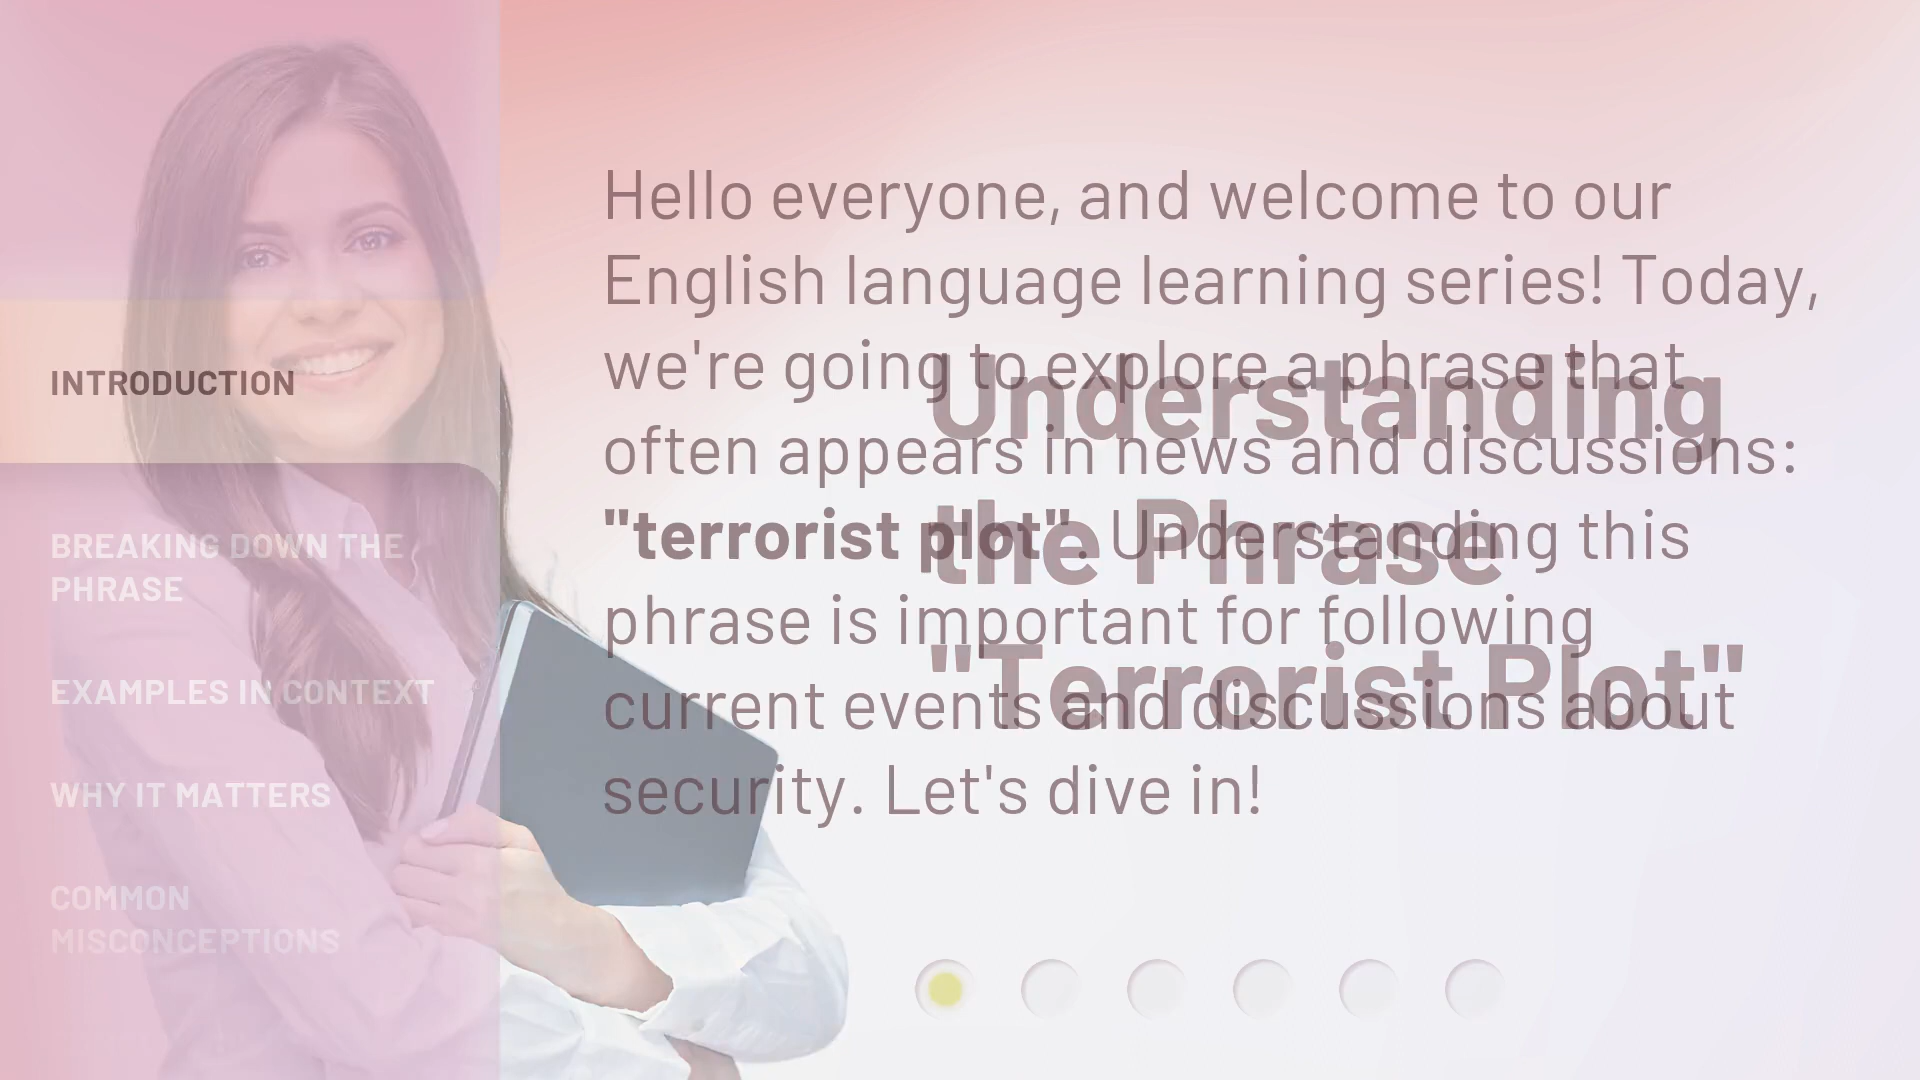 INTRODUCTION
BREAKING DOWN THE
PHRASE
EXAMPLES IN CONTEXT
WHY IT MATTERS
COMMON
MISCONCEPTIONS
Hello everyone, and welcome to our
English language learning series! Today,
we're going to explore a phrase that
often appears in news and discussions:
"terrorist plot". Understanding this
phrase is important for following
current events and discussions about
security. Let's dive in!
Understanding
the Phrase
"Terrorist Plot"